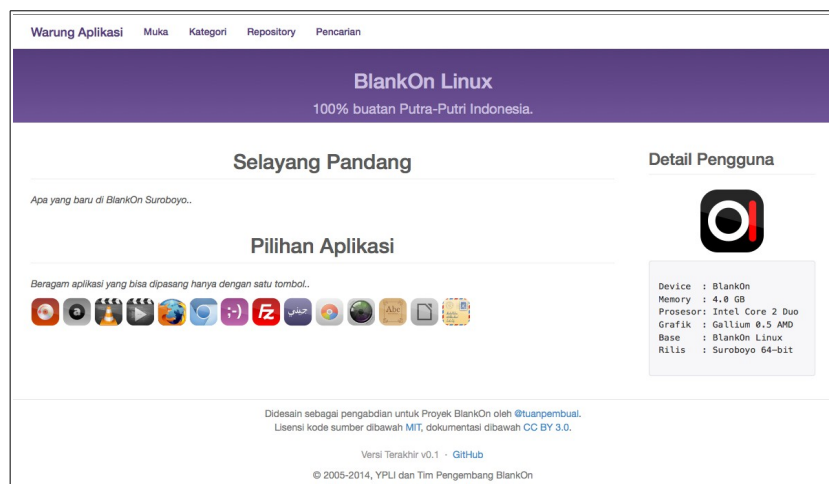 Warung Aplikasi Muka Kategori Repository Pencarian
BlankOn Linux
100% buatan Putra-Putri Indonesia.
Selayang Pandang
Apa yang baru di BlankOn Suroboyo..
Pilihan Aplikasi
Beragam aplikasi yang bisa dipasang hanya dengan satu tombol..
a ;-) Fz جيني Abc
Detail Pengguna
Device : BlankOn
Memory : 4.0 GB
Prosesor: Intel Core 2 Duo
Grafik : Gallium 0.5 AMD
Base : BlankOn Linux
Rilis : Suroboyo 64-bit
Didesain sebagai pengabdian untuk Proyek BlankOn oleh @tuanpembual.
Lisensi kode sumber dibawah MIT, dokumentasi dibawah CC BY 3.0.
Versi Terakhir v0.1 · GitHub
© 2005-2014, YPLI dan Tim Pengembang BlankOn